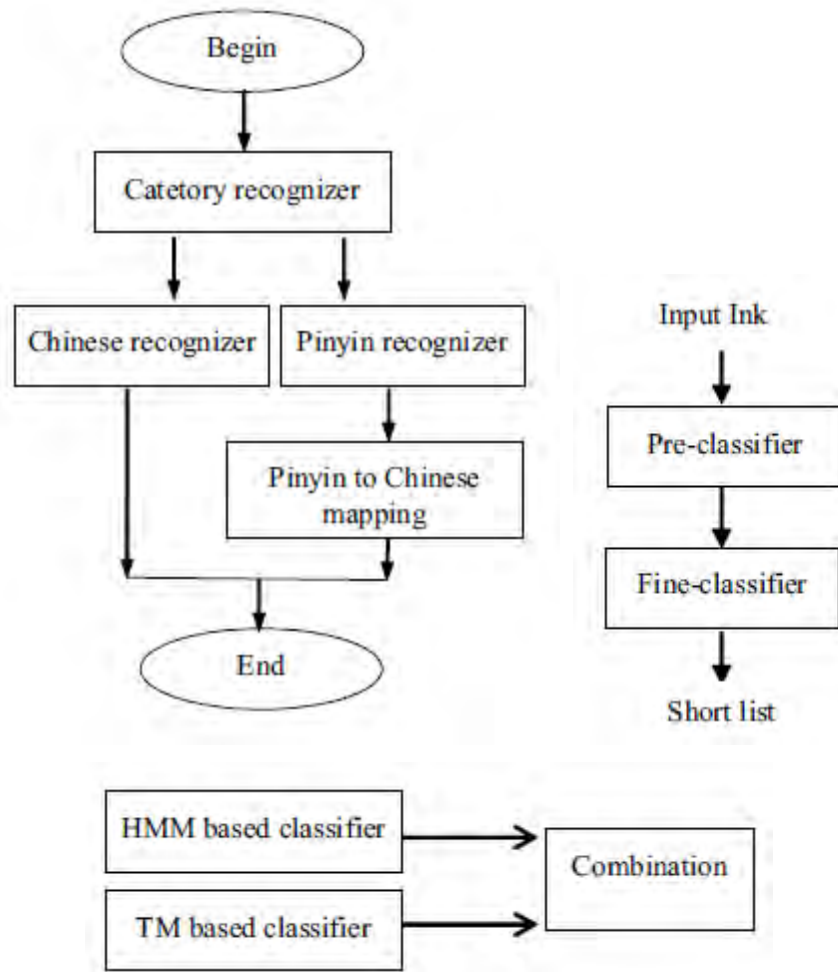 Begin
Catetory recognizer
Chinese recognizer
Pinyin recognizer
Pinyin to Chinese
mapping
End
Input Ink
Pre-classifier
Fine-classifier
Short list
HMM based classifier
TM based classifier
Combination